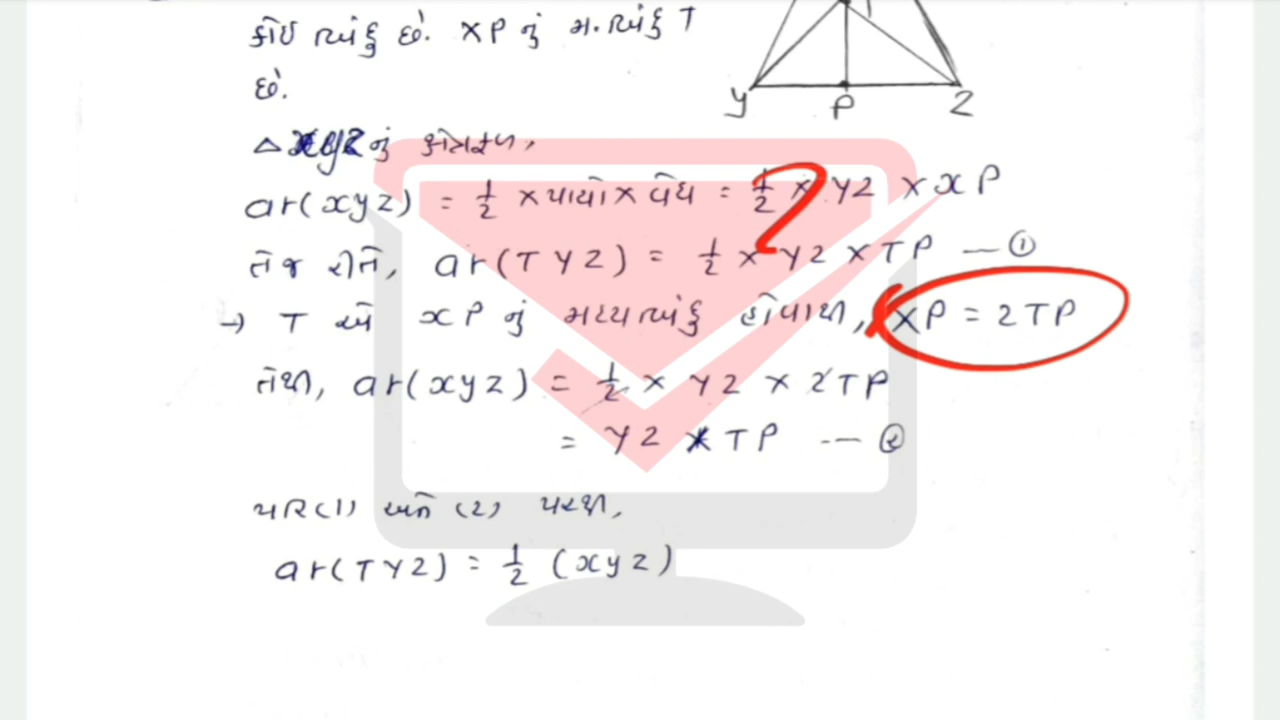 કોઈ બિંદુ છે. XP નું મ.બિંદુ T
છે.
Y P Z
△XYZ નું ક્ષેત્રફળ,
ar(xyz) = 1/2 × પાયો × વેધ = 1/2 × YZ × XP
તેજ રીતે, ar(TYZ) = 1/2 × YZ × TP — ①
→ T એ XP નું મધ્યબિંદુ હોવાથી, XP = 2TP
તેથી, ar(xyz) = 1/2 × YZ × 2TP
= YZ × TP — ②
પરિ(1) અને (2) પરથી,
ar(TYZ) = 1/2 (xyz)